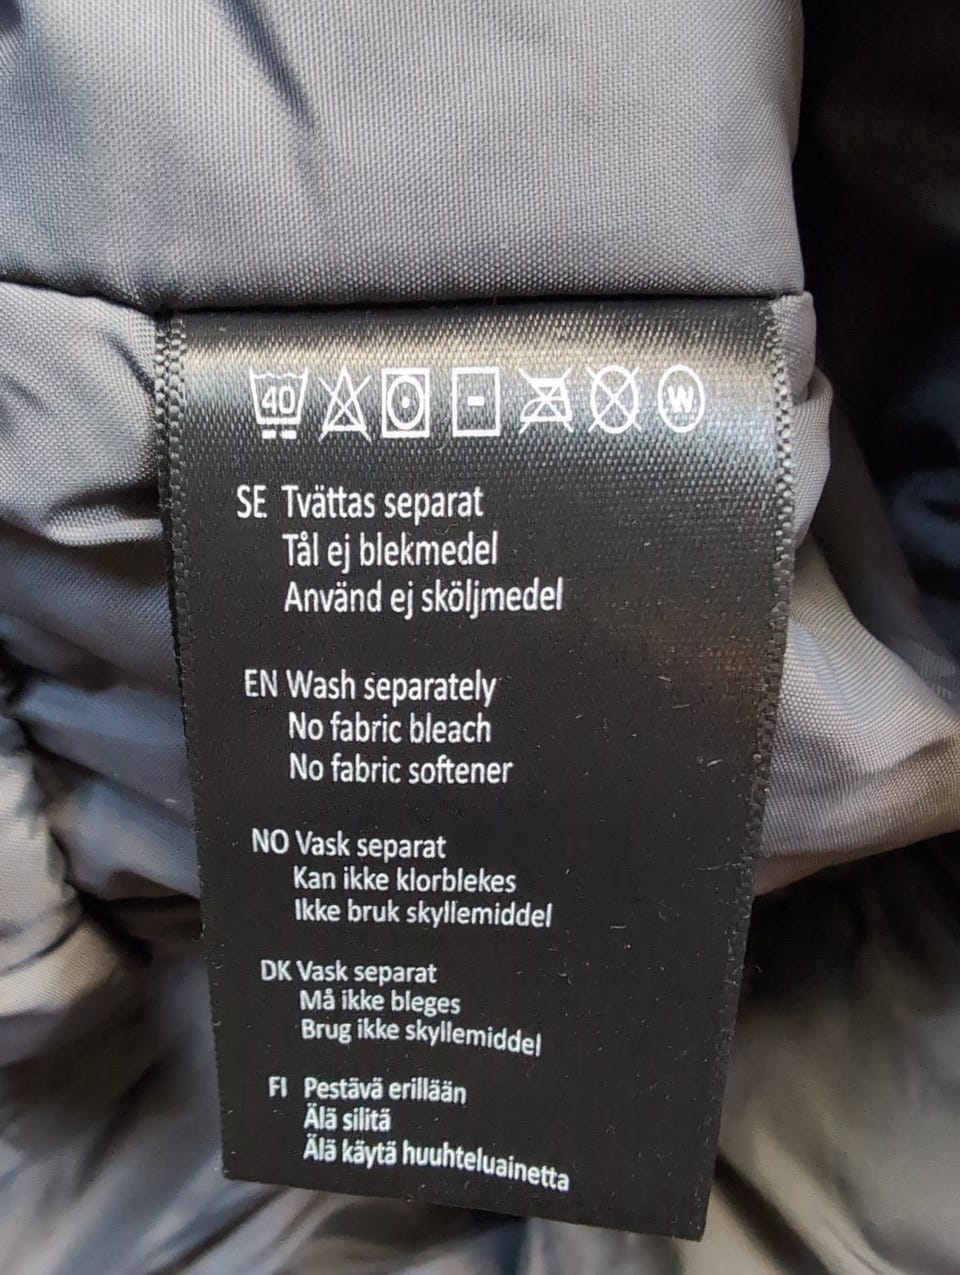 40 W
SE Tvättas separat
Tål ej blekmedel
Använd ej sköljmedel
EN Wash separately
No fabric bleach
No fabric softener
NO Vask separat
Kan ikke klorblekes
Ikke bruk skyllemiddel
DK Vask separat
Må ikke bleges
Brug ikke skyllemiddel
FI Pestävä erillään
Älä silitä
Älä käytä huuhteluainetta